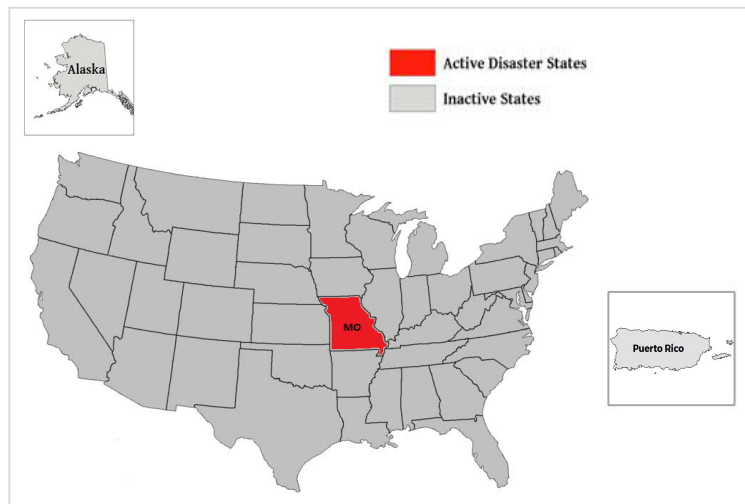 Alaska
Active Disaster States
Inactive States
MO
Puerto Rico